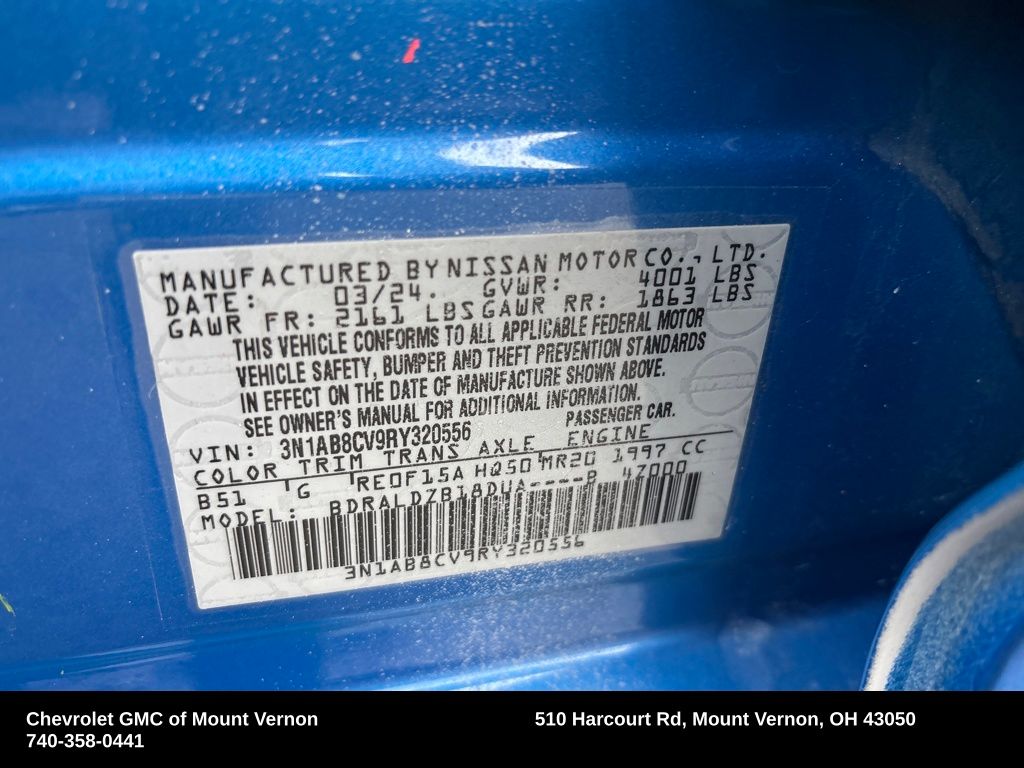 MANUFACTURED BY NISSAN MOTOR CO., LTD.
DATE: 03/24. GVWR: 4001 LBS
GAWR FR: 2161 LBS GAWR RR: 1863 LBS
THIS VEHICLE CONFORMS TO ALL APPLICABLE FEDERAL MOTOR
VEHICLE SAFETY, BUMPER AND THEFT PREVENTION STANDARDS
IN EFFECT ON THE DATE OF MANUFACTURE SHOWN ABOVE.
SEE OWNER'S MANUAL FOR ADDITIONAL INFORMATION.
VIN: 3N1AB8CV9RY320556 PASSENGER CAR.
COLOR TRIM TRANS AXLE ENGINE
B51 G RE0F15A HQ50 MR20 1997 CC
MODEL: BDRALDZB18DUA----B 47000
3N1AB8CV9RY320556
Chevrolet GMC of Mount Vernon 510 Harcourt Rd, Mount Vernon, OH 43050
740-358-0441